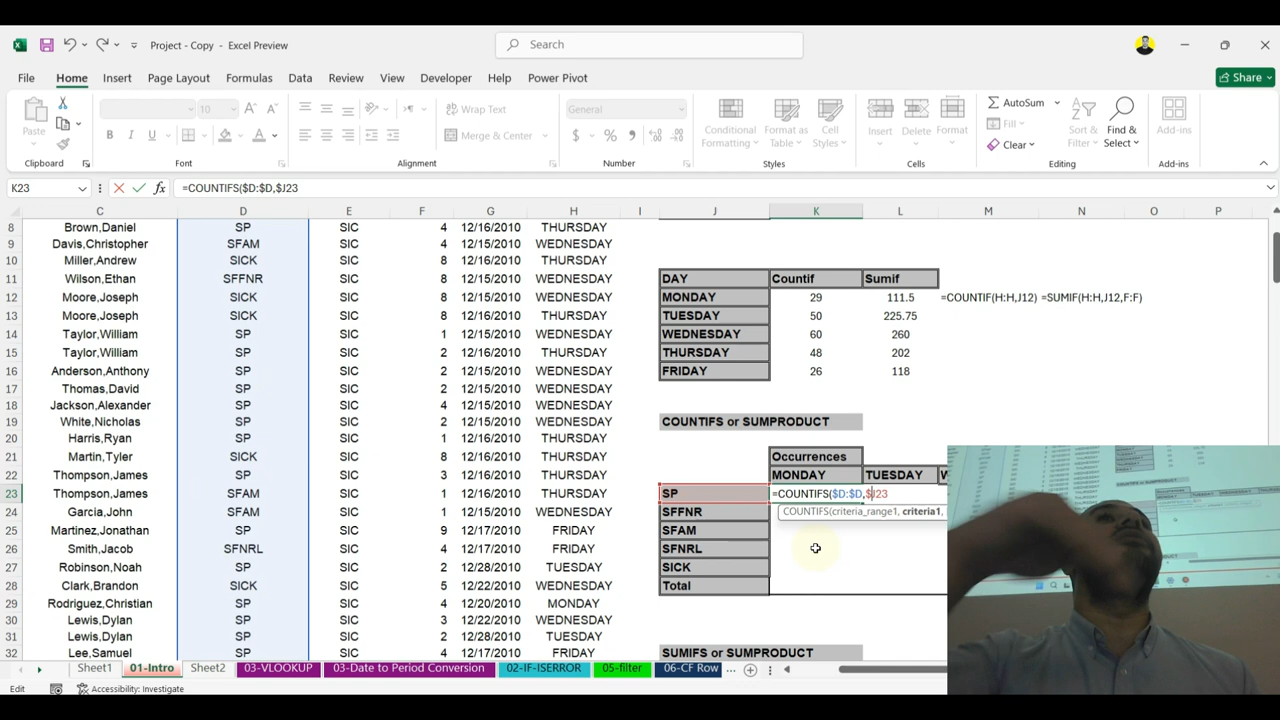 Project - Copy - Excel Preview
Search
File Home Insert Page Layout Formulas Data Review View Developer Help Power Pivot Share
Paste
10
B I U
Wrap Text
Merge & Center
General
$ %
Conditional Formatting
Format as Table
Cell Styles
Insert Delete Format
AutoSum
Fill
Clear
Sort & Filter
Find & Select
Add-ins
Clipboard Font Alignment Number Styles Cells Editing Add-ins
K23 fx =COUNTIFS($D:$D,$J23
C D E F G H I J K L M N O P
8 Brown,Daniel SP SIC 4 12/16/2010 THURSDAY
9 Davis,Christopher SFAM SIC 4 12/15/2010 WEDNESDAY
10 Miller,Andrew SICK SIC 8 12/16/2010 THURSDAY
11 Wilson,Ethan SFFNR SIC 8 12/15/2010 WEDNESDAY DAY Countif Sumif
12 Moore,Joseph SICK SIC 8 12/15/2010 WEDNESDAY MONDAY 29 111.5 =COUNTIF(H:H,J12) =SUMIF(H:H,J12,F:F)
13 Moore,Joseph SICK SIC 8 12/16/2010 THURSDAY TUESDAY 50 225.75
14 Taylor,William SP SIC 1 12/15/2010 WEDNESDAY WEDNESDAY 60 260
15 Taylor,William SP SIC 2 12/16/2010 THURSDAY THURSDAY 48 202
16 Anderson,Anthony SP SIC 2 12/15/2010 WEDNESDAY FRIDAY 26 118
17 Thomas,David SP SIC 2 12/15/2010 WEDNESDAY
18 Jackson,Alexander SP SIC 4 12/15/2010 WEDNESDAY
19 White,Nicholas SP SIC 2 12/15/2010 WEDNESDAY COUNTIFS or SUMPRODUCT
20 Harris,Ryan SP SIC 1 12/16/2010 THURSDAY
21 Martin,Tyler SICK SIC 8 12/16/2010 THURSDAY Occurrences
22 Thompson,James SP SIC 3 12/16/2010 THURSDAY MONDAY TUESDAY W
23 Thompson,James SFAM SIC 1 12/16/2010 THURSDAY SP =COUNTIFS($D:$D,$J23
COUNTIFS(criteria_range1, criteria1,
24 Garcia,John SFAM SIC 1 12/15/2010 WEDNESDAY SFFNR
25 Martinez,Jonathan SP SIC 9 12/17/2010 FRIDAY SFAM
26 Smith,Jacob SFNRL SIC 4 12/17/2010 FRIDAY SFNRL
27 Robinson,Noah SP SIC 2 12/28/2010 TUESDAY SICK
28 Clark,Brandon SICK SIC 5 12/22/2010 WEDNESDAY Total
29 Rodriguez,Christian SP SIC 4 12/20/2010 MONDAY
30 Lewis,Dylan SP SIC 3 12/22/2010 WEDNESDAY
31 Lewis,Dylan SP SIC 2 12/28/2010 TUESDAY
32 Lee,Samuel SP SIC 4 12/17/2010 FRIDAY SUMIFS or SUMPRODUCT
Sheet1 01-Intro Sheet2 03-VLOOKUP 03-Date to Period Conversion 02-IF-ISERROR 05-filter 06-CF Row ...
Edit Accessibility: Investigate